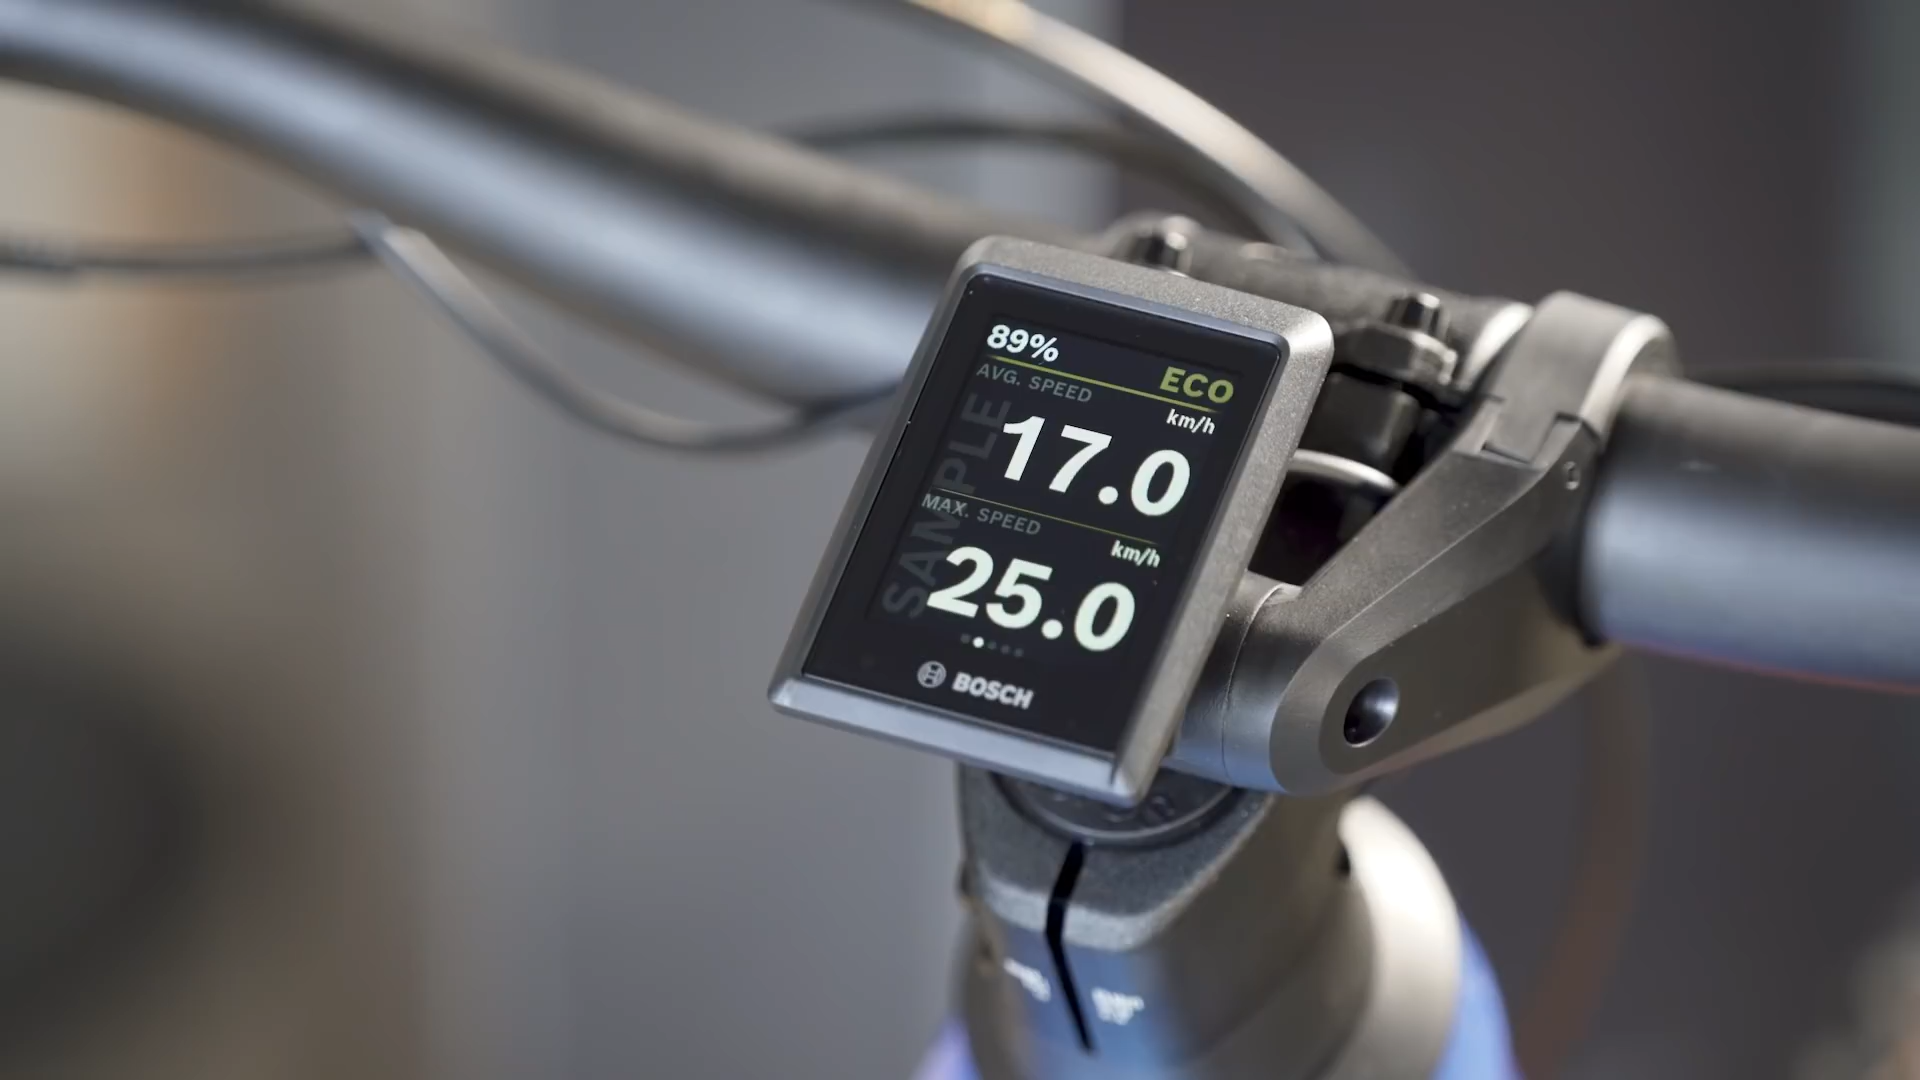 89%
ECO
AVG. SPEED
km/h
17.0
MAX. SPEED
km/h
25.0
SAMPLE
BOSCH